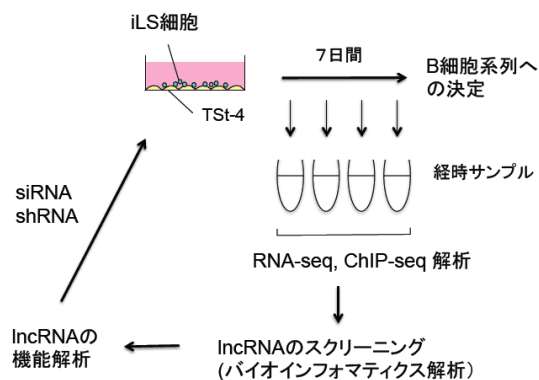 iLS細胞
TSt-4
7日間
B細胞系列へ
の決定
経時サンプル
siRNA
shRNA
RNA-seq, ChIP-seq 解析
lncRNAのスクリーニング
(バイオインフォマティクス解析)
lncRNAの
機能解析